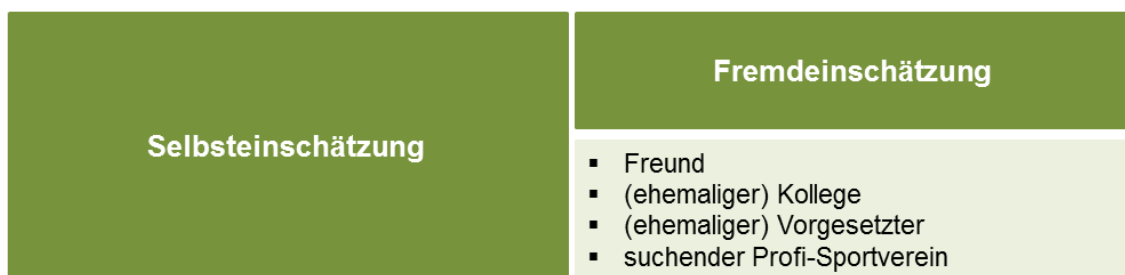 Selbsteinschätzung
Fremdeinschätzung
▪ Freund
▪ (ehemaliger) Kollege
▪ (ehemaliger) Vorgesetzter
▪ suchender Profi-Sportverein